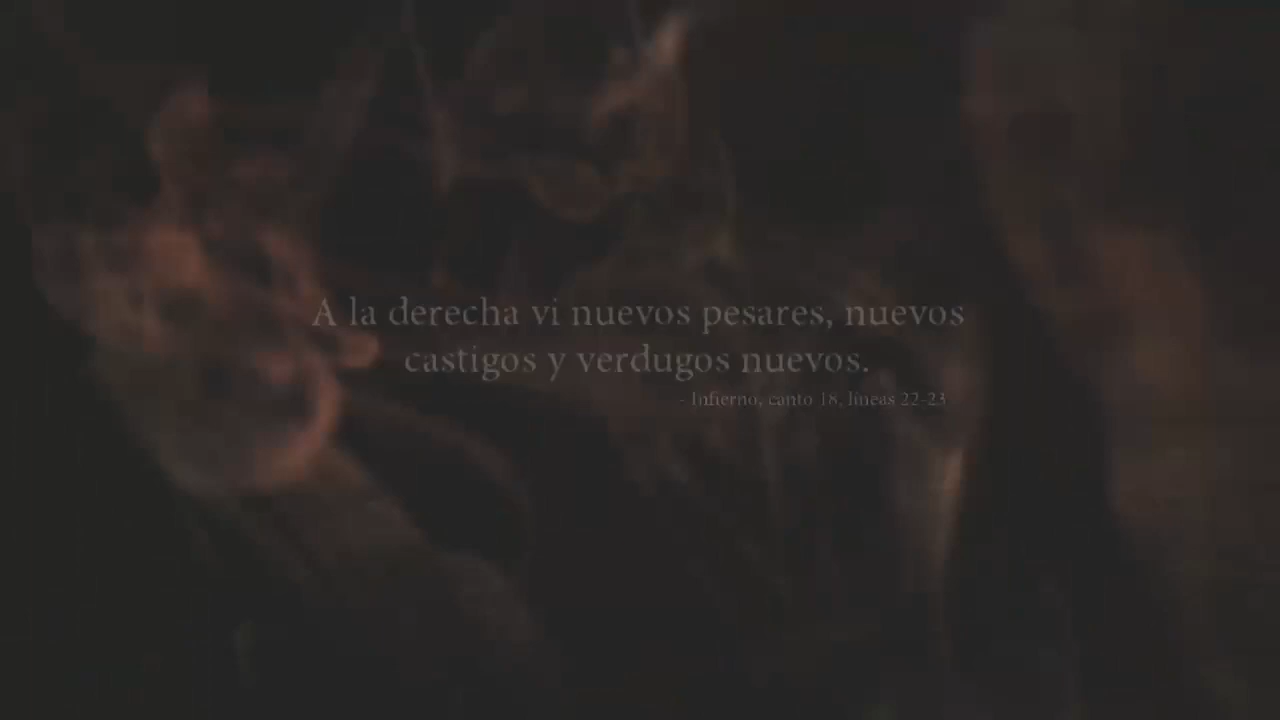 A la derecha vi nuevos pesares, nuevos
castigos y verdugos nuevos.
- Infierno, canto 18, líneas 22-23